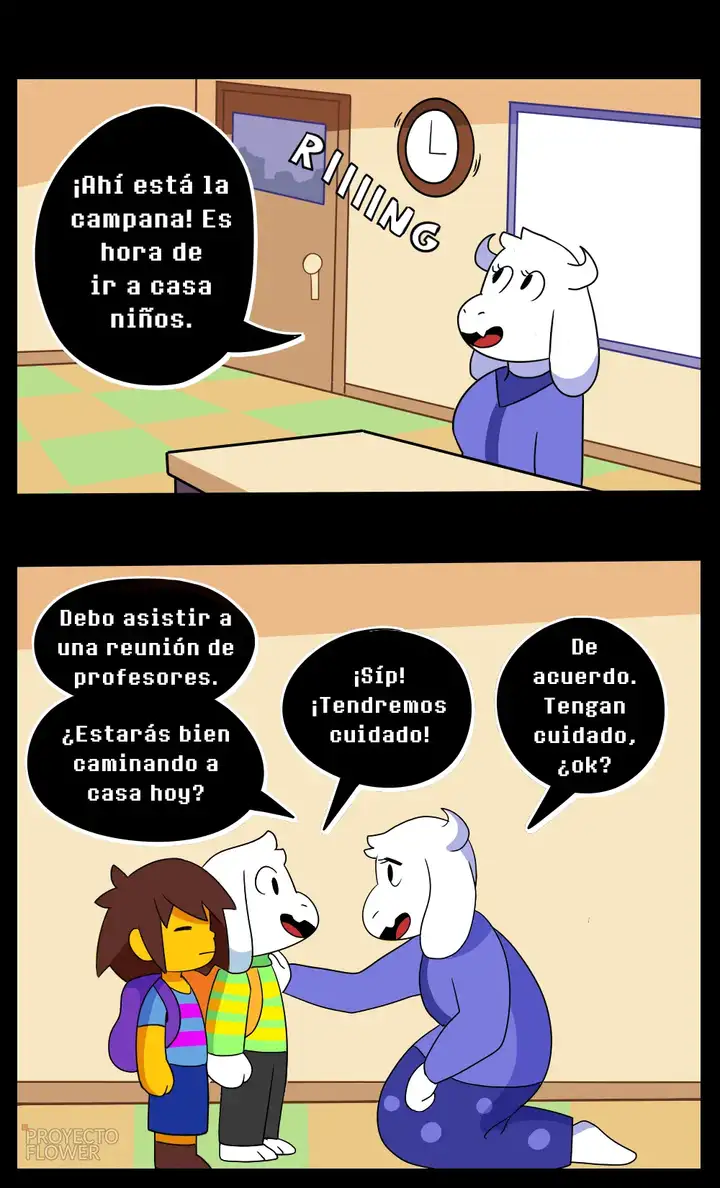 ¡Ahí está la
campana! Es
hora de
ir a casa
niños.
RIIIIING
Debo asistir a
una reunión de
profesores.
¿Estarás bien
caminando a
casa hoy?
¡Síp!
¡Tendremos
cuidado!
De
acuerdo.
Tengan
cuidado,
¿ok?
PROYECTO
FLOWER